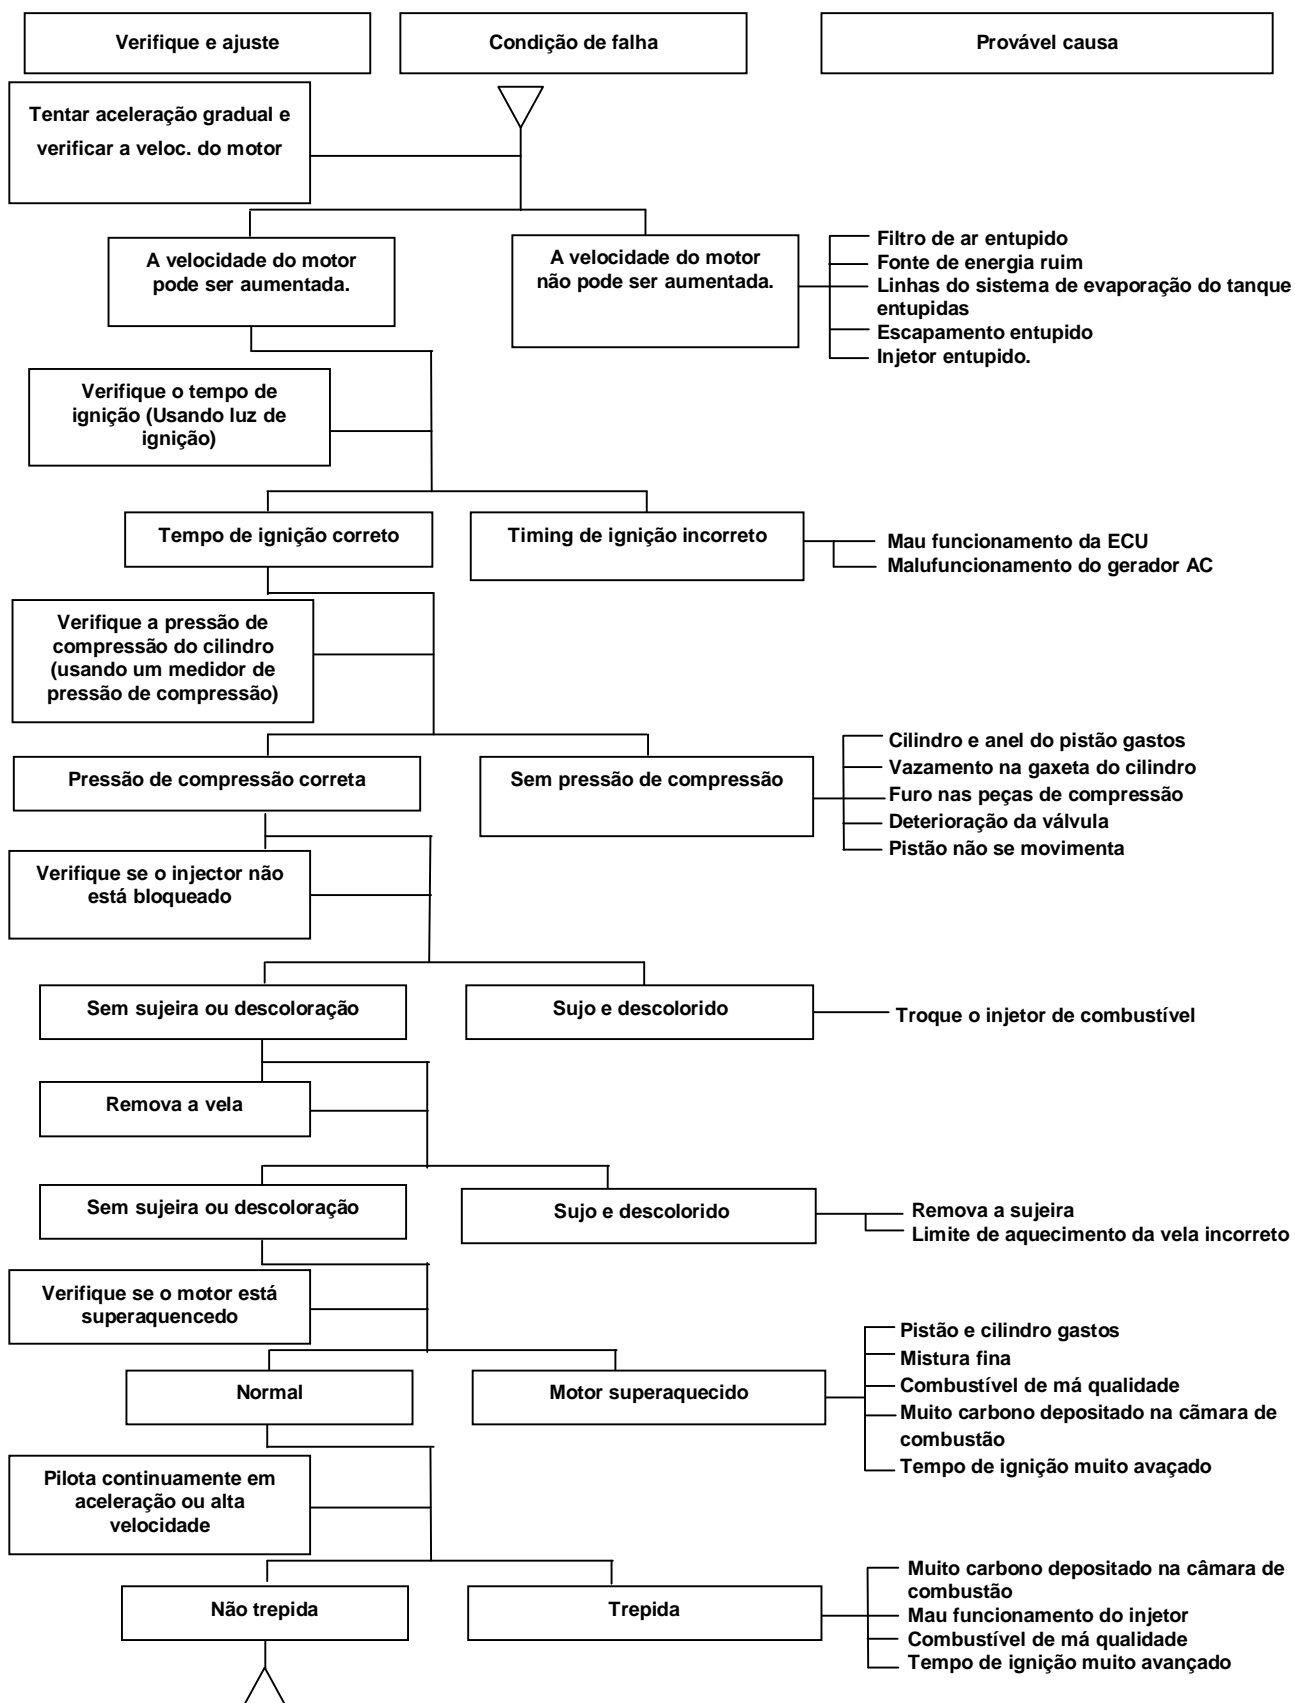 Verifique e ajuste
Condição de falha
Provável causa
Tentar aceleração gradual e
verificar a veloc. do motor
A velocidade do motor
pode ser aumentada.
A velocidade do motor
não pode ser aumentada.
Filtro de ar entupido
Fonte de energia ruim
Linhas do sistema de evaporação do tanque
entupidas
Escapamento entupido
Injetor entupido.
Verifique o tempo de
ignição (Usando luz de
ignição)
Tempo de ignição correto
Timing de ignição incorreto
Mau funcionamento da ECU
Malufuncionamento do gerador AC
Verifique a pressão de
compressão do cilindro
(usando um medidor de
pressão de compressão)
Pressão de compressão correta
Sem pressão de compressão
Cilindro e anel do pistão gastos
Vazamento na gaxeta do cilindro
Furo nas peças de compressão
Deterioração da válvula
Pistão não se movimenta
Verifique se o injector não
está bloqueado
Sem sujeira ou descoloração
Sujo e descolorido
Troque o injetor de combustível
Remova a vela
Sem sujeira ou descoloração
Sujo e descolorido
Remova a sujeira
Limite de aquecimento da vela incorreto
Verifique se o motor está
superaquencedo
Normal
Motor superaquecido
Pistão e cilindro gastos
Mistura fina
Combustível de má qualidade
Muito carbono depositado na cãmara de
combustão
Tempo de ignição muito avaçado
Pilota continuamente em
aceleração ou alta
velocidade
Não trepida
Trepida
Muito carbono depositado na câmara de
combustão
Mau funcionamento do injetor
Combustível de má qualidade
Tempo de ignição muito avançado